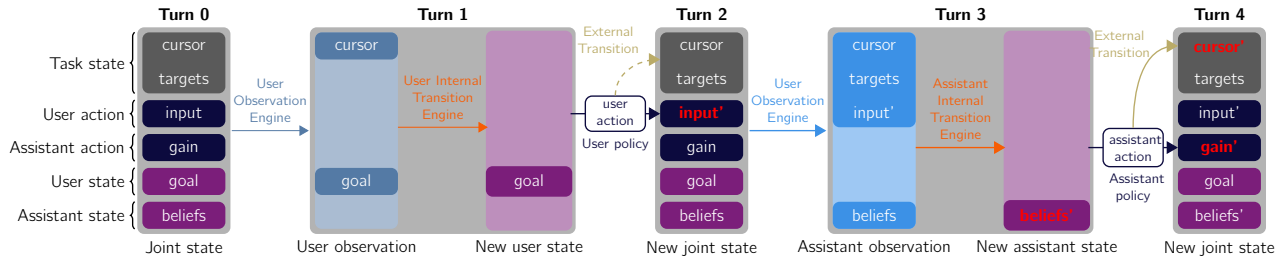 Turn 0
Turn 1
Turn 2
Turn 3
Turn 4
Task state
User action
Assistant action
User state
Assistant state
cursor
targets
input
gain
goal
beliefs
Joint state
User
Observation
Engine
cursor
goal
User observation
User Internal
Transition
Engine
goal
New user state
External
Transition
user
action
User policy
cursor
targets
input'
gain
goal
beliefs
New joint state
User
Observation
Engine
cursor
targets
input'
beliefs
Assistant observation
Assistant
Internal
Transition
Engine
beliefs'
New assistant state
External
Transition
assistant
action
Assistant
policy
cursor'
targets
input'
gain'
goal
beliefs'
New joint state